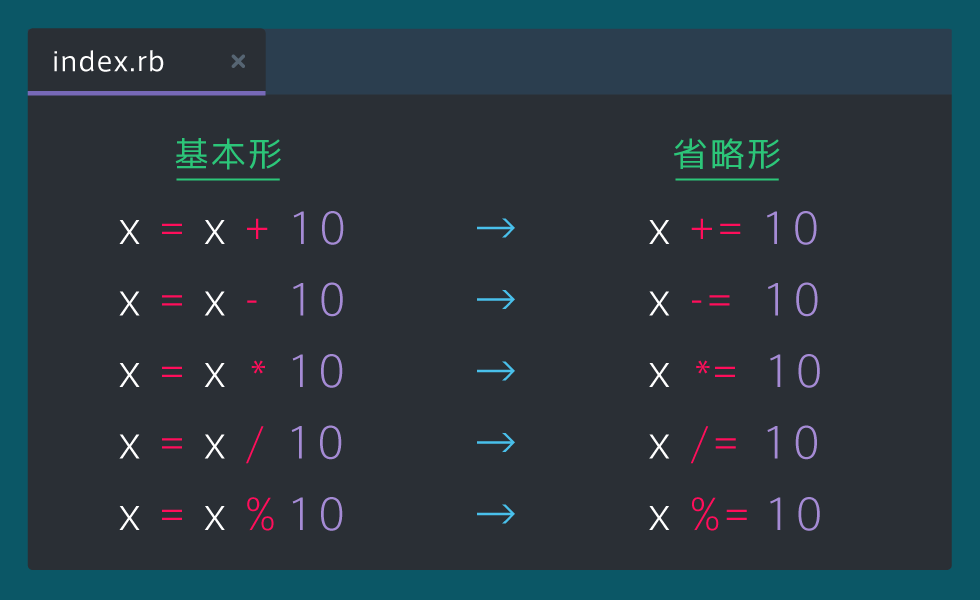 index.rb ×
基本形 省略形
x = x + 10 → x += 10
x = x - 10 → x -= 10
x = x * 10 → x *= 10
x = x / 10 → x /= 10
x = x % 10 → x %= 10